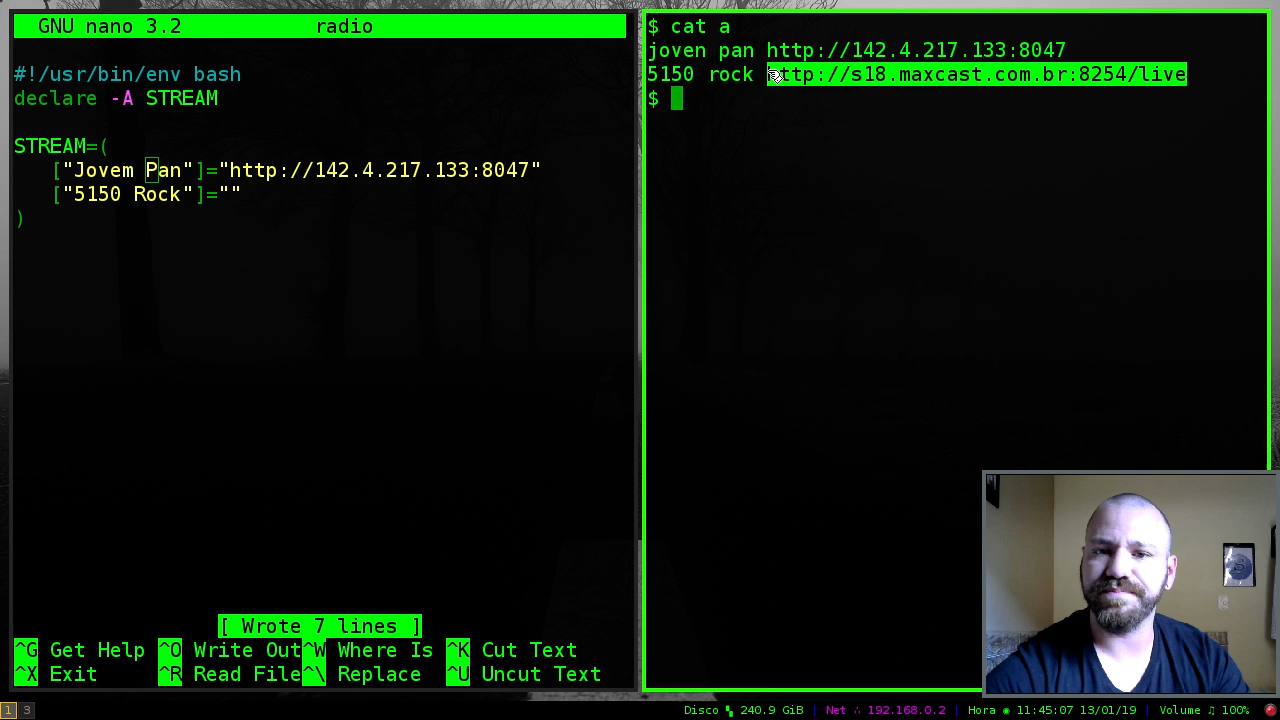 GNU nano 3.2 radio
#!/usr/bin/env bash
declare -A STREAM
STREAM=(
["Jovem Pan"]="http://142.4.217.133:8047"
["5150 Rock"]=""
)
[ Wrote 7 lines ]
^G Get Help ^O Write Out ^W Where Is ^K Cut Text
^X Exit ^R Read File ^\ Replace ^U Uncut Text
$ cat a
joven pan http://142.4.217.133:8047
5150 rock http://s18.maxcast.com.br:8254/live
$
1 3 Disco ▚ 240.9 GiB | Net ∴ 192.168.0.2 | Hora ◉ 11:45:07 13/01/19 | Volume ♫ 100%